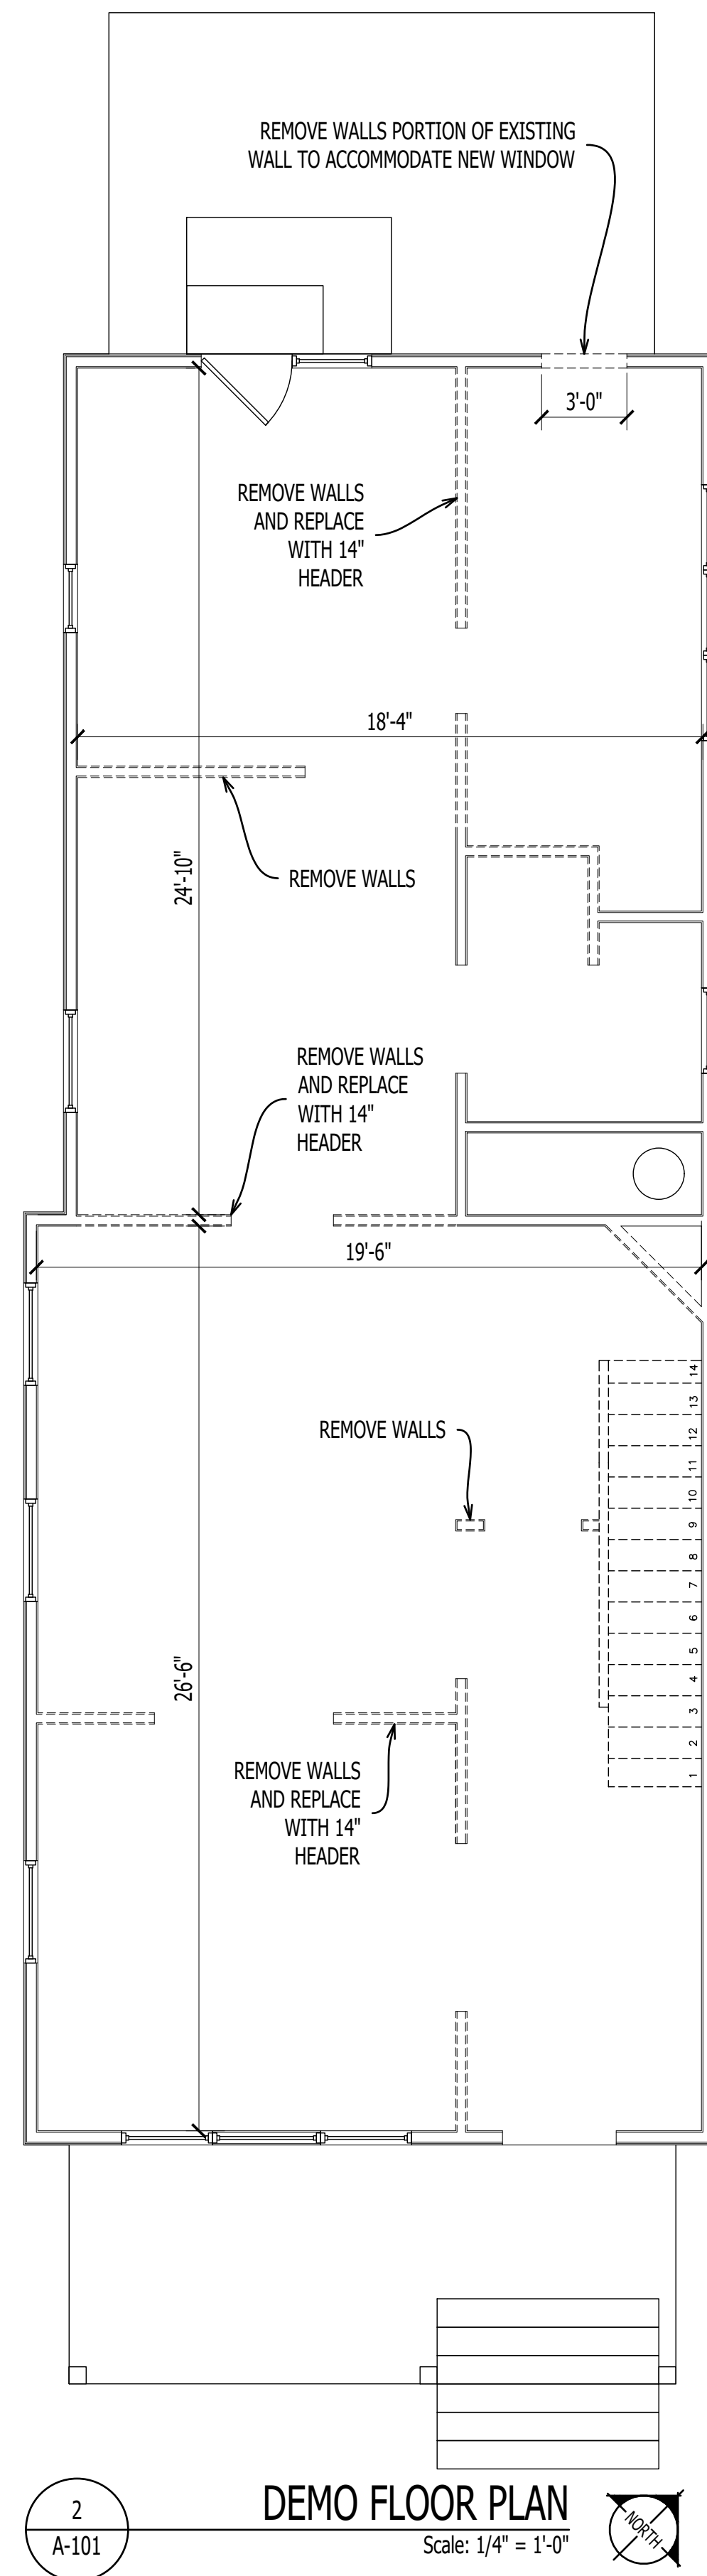 REMOVE WALLS PORTION OF EXISTING
WALL TO ACCOMMODATE NEW WINDOW
3'-0"
REMOVE WALLS
AND REPLACE
WITH 14"
HEADER
18'-4"
24'-10"
REMOVE WALLS
REMOVE WALLS
AND REPLACE
WITH 14"
HEADER
19'-6"
14
13
12
11
10
9
8
7
6
5
4
3
2
1
REMOVE WALLS
26'-6"
REMOVE WALLS
AND REPLACE
WITH 14"
HEADER
2
A-101
DEMO FLOOR PLAN
Scale: 1/4" = 1'-0"
NORTH